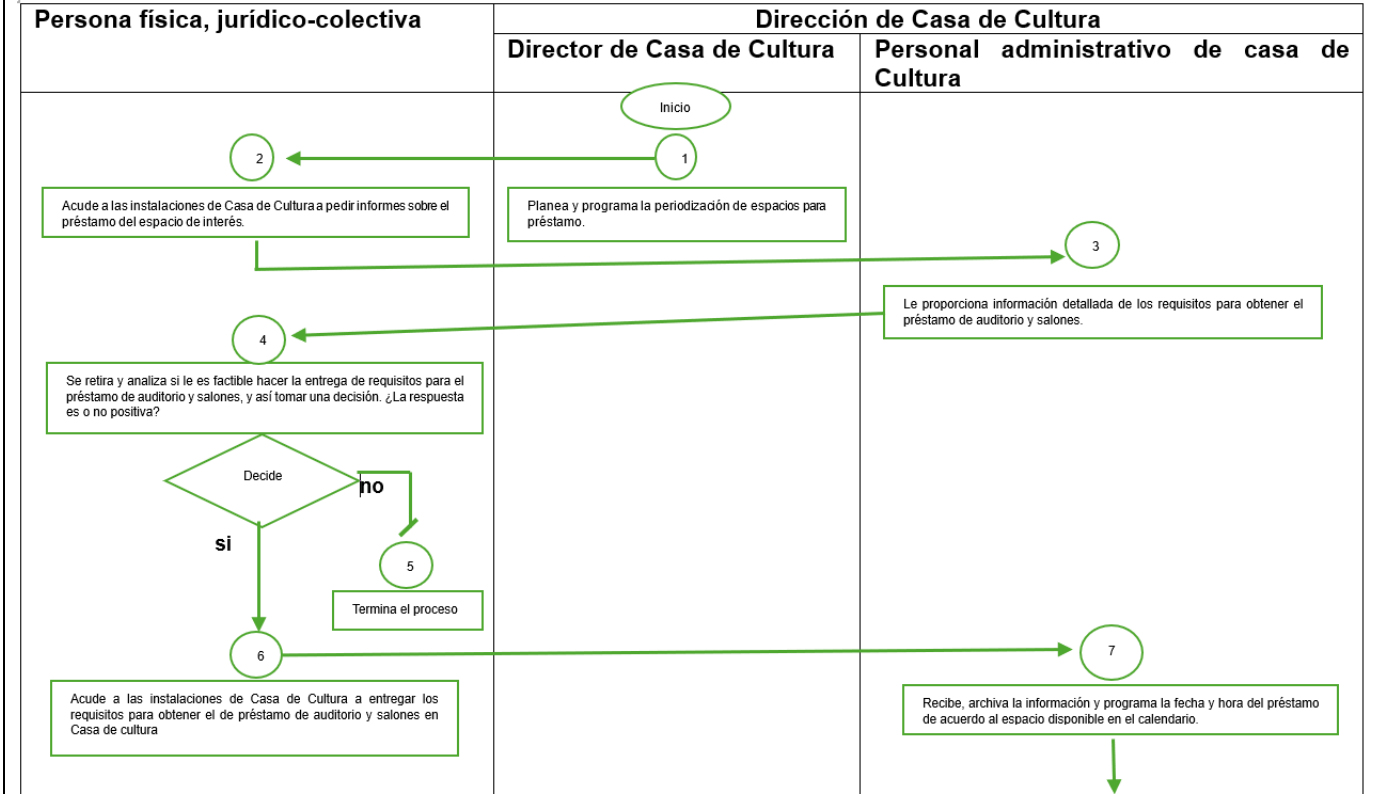 Persona física, jurídico-colectiva
Dirección de Casa de Cultura
Director de Casa de Cultura
Personal administrativo de casa de
Cultura
Inicio
1
2
Planea y programa la periodización de espacios para
préstamo.
Acude a las instalaciones de Casa de Cultura a pedir informes sobre el
préstamo del espacio de interés.
3
Le proporciona información detallada de los requisitos para obtener el
préstamo de auditorio y salones.
4
Se retira y analiza si le es factible hacer la entrega de requisitos para el
préstamo de auditorio y salones, y así tomar una decisión. ¿La respuesta
es o no positiva?
Decide
no
si
5
Termina el proceso
6
7
Acude a las instalaciones de Casa de Cultura a entregar los
requisitos para obtener el de préstamo de auditorio y salones en
Casa de cultura
Recibe, archiva la información y programa la fecha y hora del préstamo
de acuerdo al espacio disponible en el calendario.